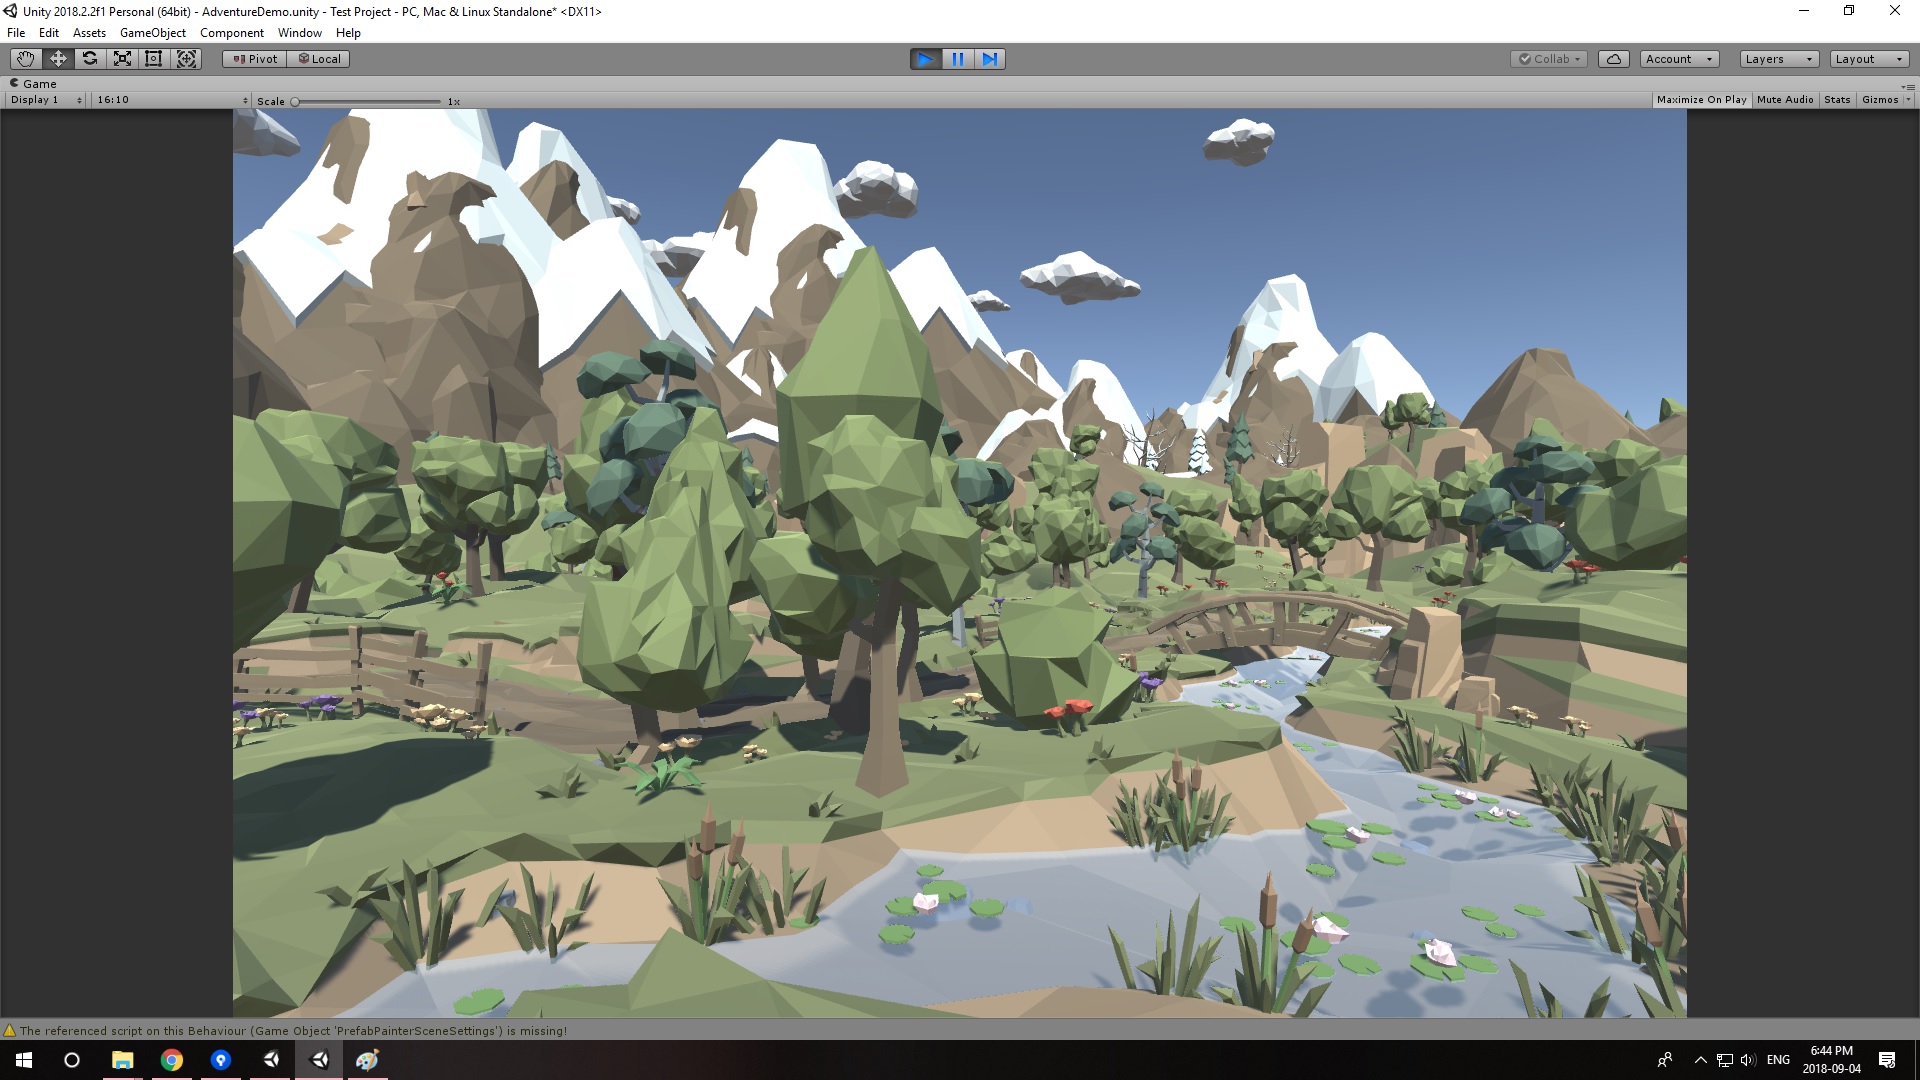 Unity 2018.2.2f1 Personal (64bit) - AdventureDemo.unity - Test Project - PC, Mac & Linux Standalone* <DX11>
File Edit Assets GameObject Component Window Help
Pivot Local Collab Account Layers Layout
Game
Display 1 16:10 Scale 1x Maximize On Play Mute Audio Stats Gizmos
The referenced script on this Behaviour (Game Object 'PrefabPainterSceneSettings') is missing!
ENG
6:44 PM
2018-09-04